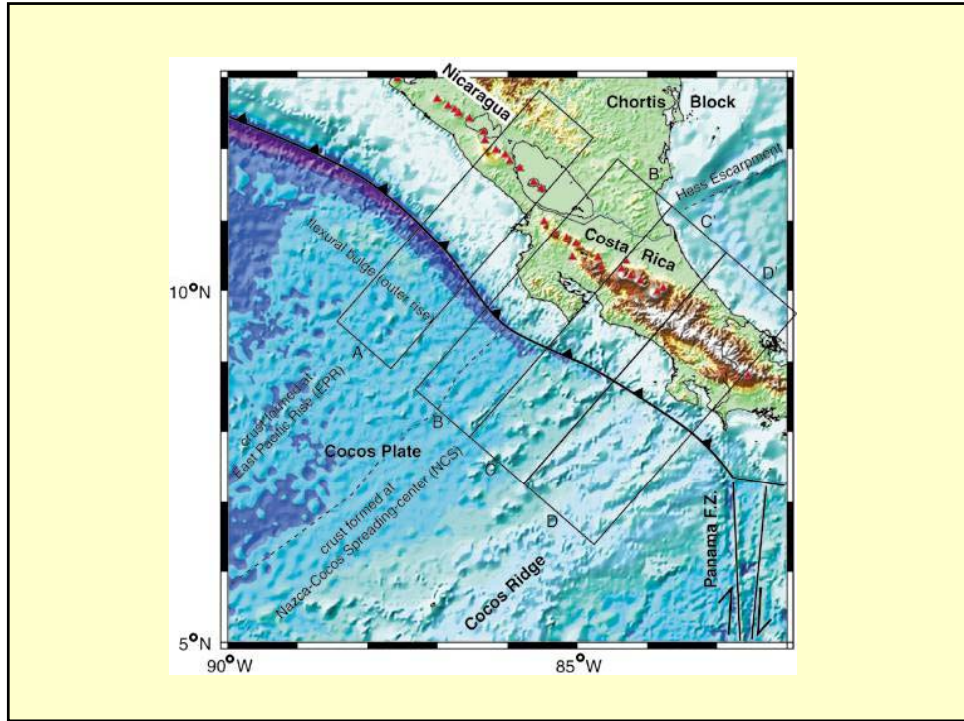 Nicaragua
Chortis Block
Hess Escarpment
B'
C'
D'
Costa Rica
flexural bulge (outer rise)
10°N
A
crust formed at
East Pacific Rise (EPR)
B
Cocos Plate
C
crust formed at
Nazca-Cocos Spreading-center (NCS)
D
Cocos Ridge
Panama F.Z.
5°N
90°
W
85°
W